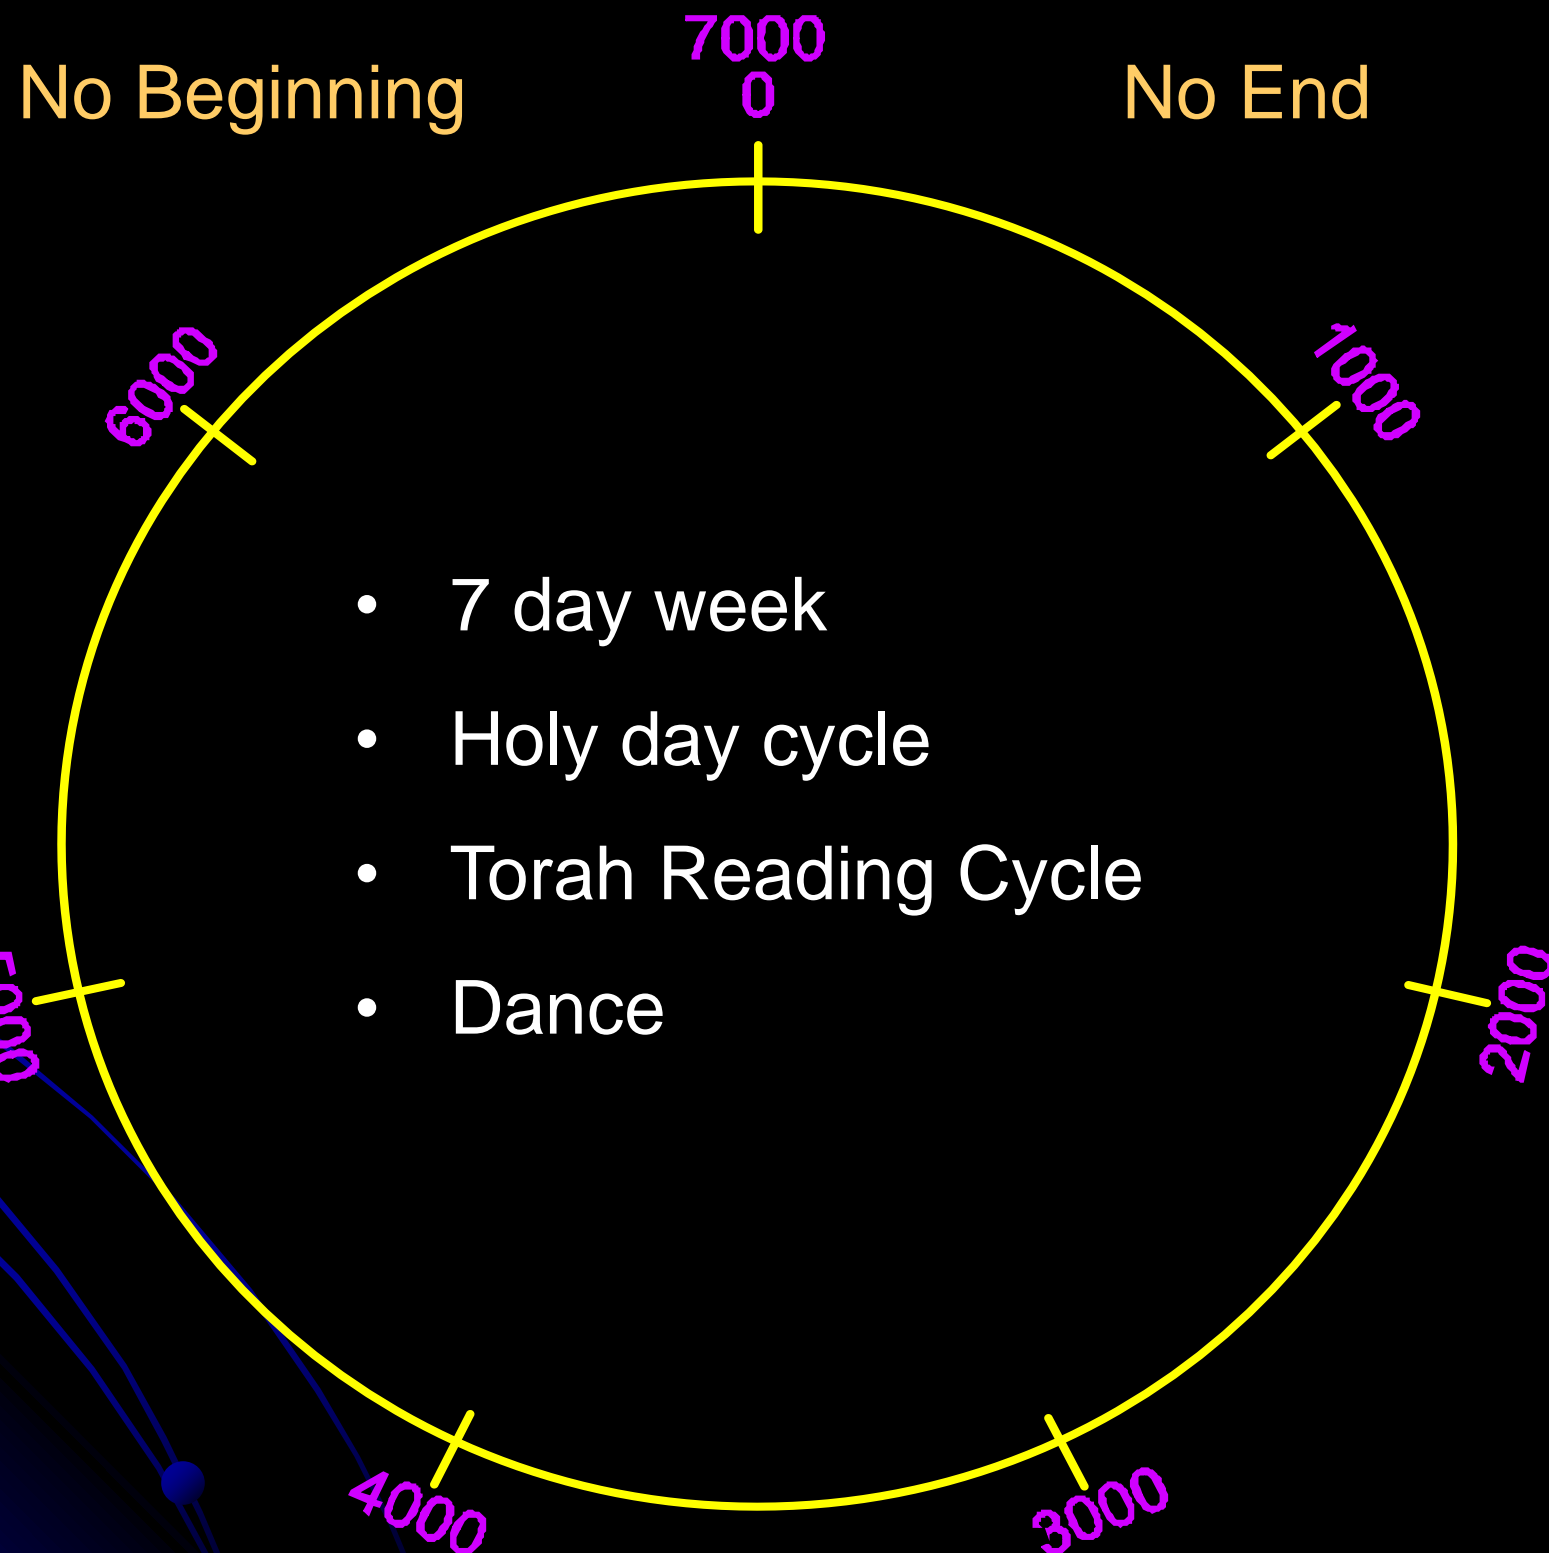 7000
0
No Beginning
No End
6000
1000
• 7 day week
• Holy day cycle
• Torah Reading Cycle
• Dance
5000
2000
4000
3000